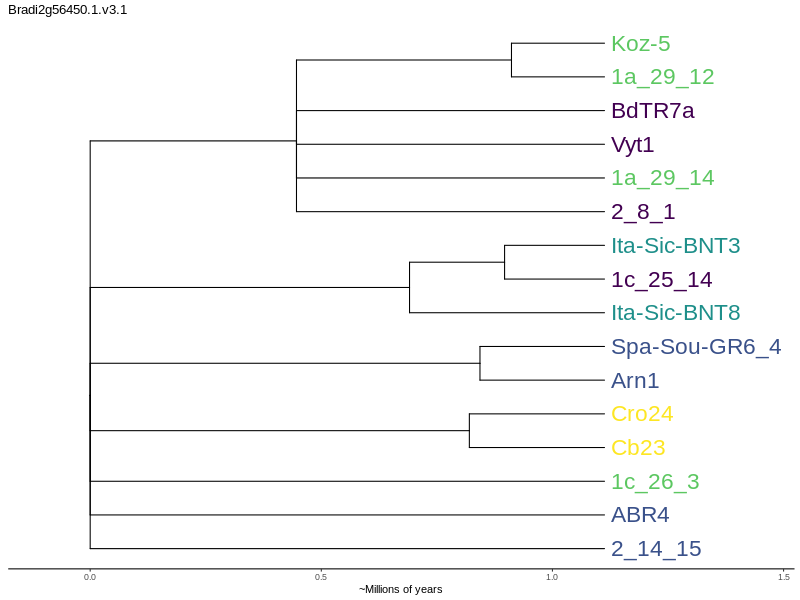 Bradi2g56450.1.v3.1
Koz-5
1a_29_12
BdTR7a
Vyt1
1a_29_14
2_8_1
Ita-Sic-BNT3
1c_25_14
Ita-Sic-BNT8
Spa-Sou-GR6_4
Arn1
Cro24
Cb23
1c_26_3
ABR4
2_14_15
0.0 0.5 1.0 1.5
~Millions of years